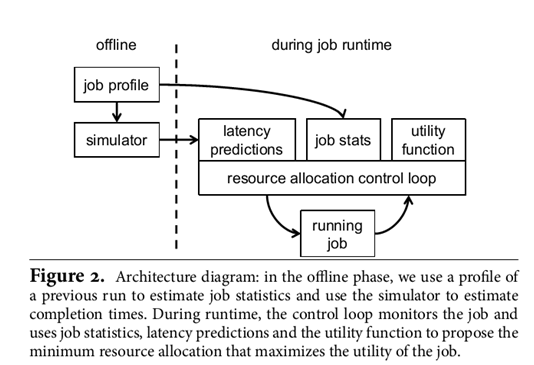 offline
during job runtime
job profile
simulator
latency
predictions
job stats
utility
function
resource allocation control loop
running
job
Figure 2. Architecture diagram: in the offline phase, we use a profile of
a previous run to estimate job statistics and use the simulator to estimate
completion times. During runtime, the control loop monitors the job and
uses job statistics, latency predictions and the utility function to propose the
minimum resource allocation that maximizes the utility of the job.